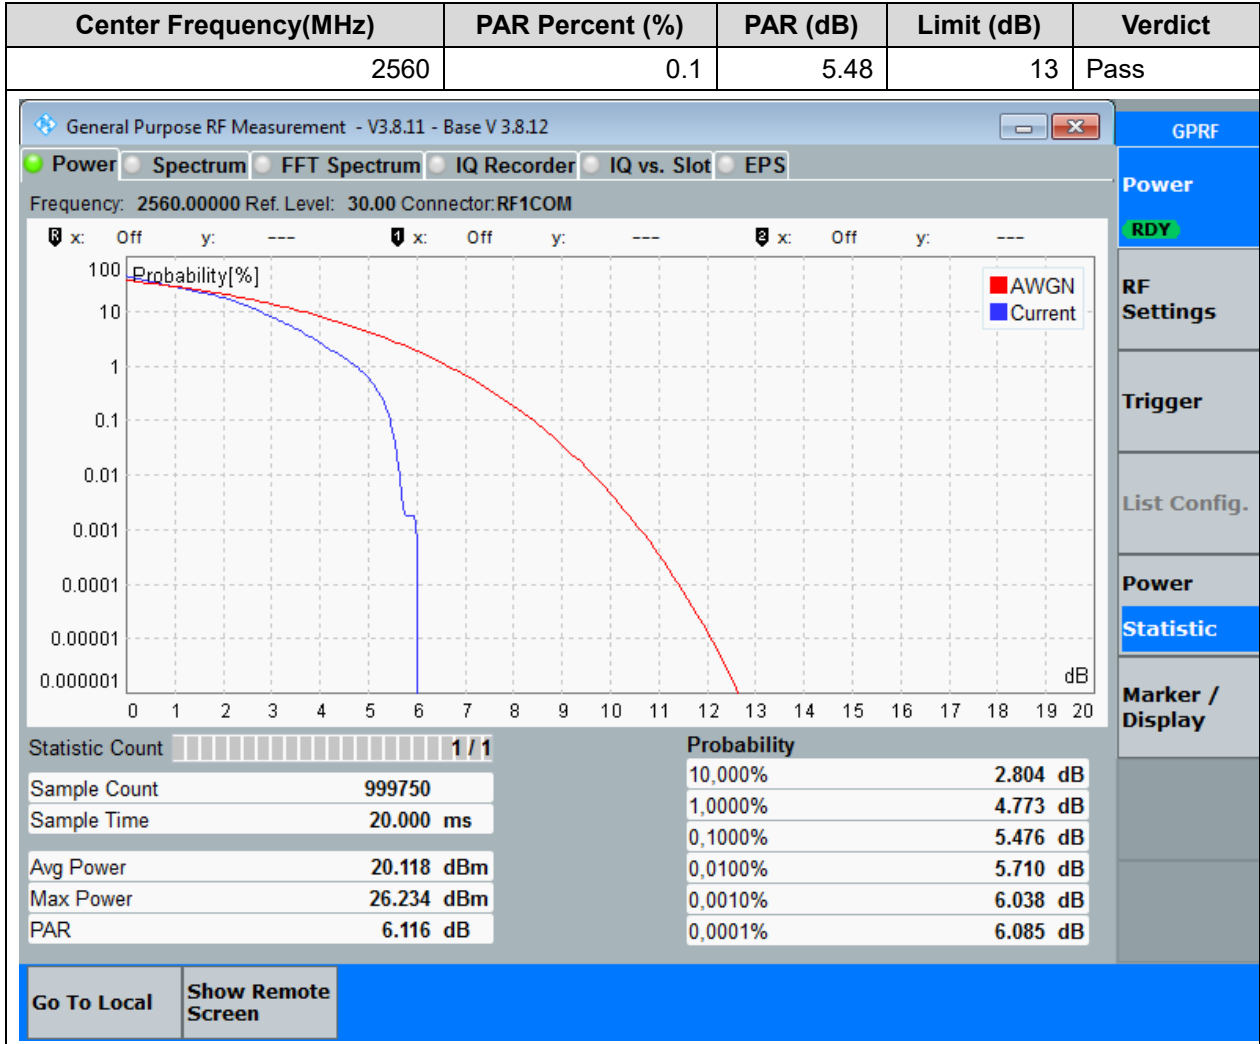 Center Frequency(MHz) PAR Percent (%) PAR (dB) Limit (dB) Verdict
2560 0.1 5.48 13 Pass
General Purpose RF Measurement - V3.8.11 - Base V 3.8.12
GPRF
Power Spectrum FFT Spectrum IQ Recorder IQ vs. Slot EPS
Frequency: 2560.00000 Ref. Level: 30.00 Connector: RF1COM
R x: Off y: --- 1 x: Off y: --- 2 x: Off y: ---
Probability[%]
AWGN
Current
100
10
1
0.1
0.01
0.001
0.0001
0.00001
0.000001
dB
0 1 2 3 4 5 6 7 8 9 10 11 12 13 14 15 16 17 18 19 20
Statistic Count 1 / 1
Sample Count 999750
Sample Time 20.000 ms
Avg Power 20.118 dBm
Max Power 26.234 dBm
PAR 6.116 dB
Probability
10,000% 2.804 dB
1,0000% 4.773 dB
0,1000% 5.476 dB
0,0100% 5.710 dB
0,0010% 6.038 dB
0,0001% 6.085 dB
Power
RDY
RF
Settings
Trigger
List Config.
Power
Statistic
Marker /
Display
Go To Local
Show Remote
Screen